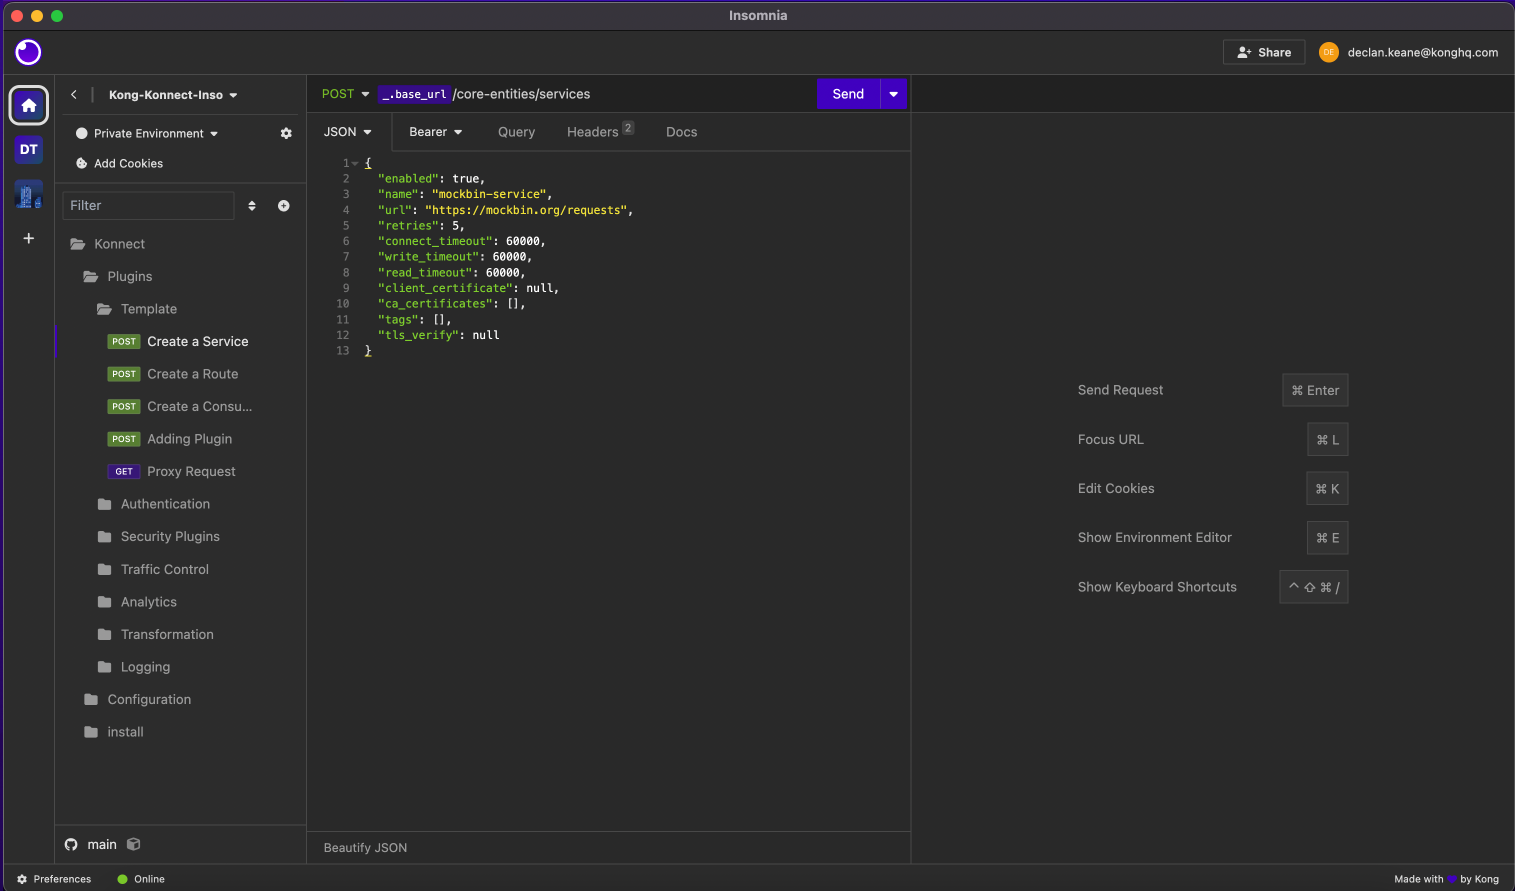 Insomnia
Share
DE
declan.keane@konghq.com
DT
Kong-Konnect-Inso
Private Environment
Add Cookies
Filter
Konnect
Plugins
Template
POST Create a Service
POST Create a Route
POST Create a Consu...
POST Adding Plugin
GET Proxy Request
Authentication
Security Plugins
Traffic Control
Analytics
Transformation
Logging
Configuration
install
main
POST _.base_url /core-entities/services
Send
JSON Bearer Query Headers 2 Docs
1 {
2 "enabled": true,
3 "name": "mockbin-service",
4 "url": "https://mockbin.org/requests",
5 "retries": 5,
6 "connect_timeout": 60000,
7 "write_timeout": 60000,
8 "read_timeout": 60000,
9 "client_certificate": null,
10 "ca_certificates": [],
11 "tags": [],
12 "tls_verify": null
13 }
Beautify JSON
Send Request ⌘ Enter
Focus URL ⌘ L
Edit Cookies ⌘ K
Show Environment Editor ⌘ E
Show Keyboard Shortcuts ^ ⇧ ⌘ /
Preferences
Online
Made with by Kong